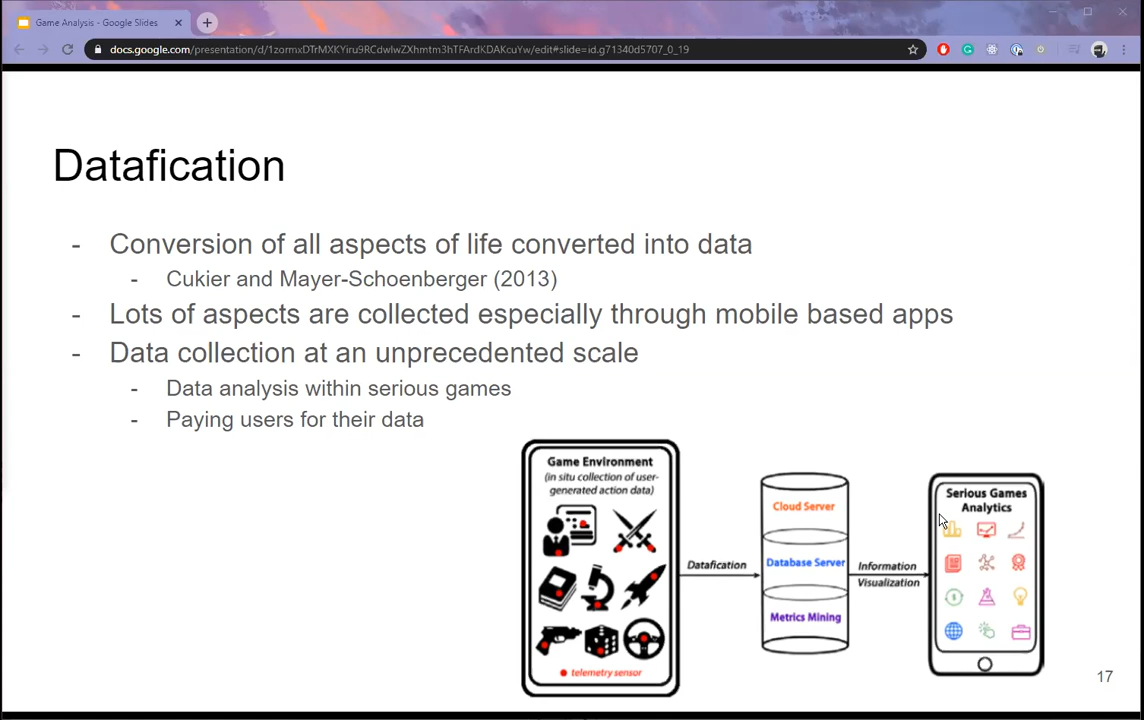 Game Analysis - Google Slides
docs.google.com/presentation/d/1zormxDTrMXKYiru9RCdwlwZXhmtm3hTFArdKDAKcuYw/edit#slide=id.g71340d5707_0_19
Datafication
- Conversion of all aspects of life converted into data
- Cukier and Mayer-Schoenberger (2013)
- Lots of aspects are collected especially through mobile based apps
- Data collection at an unprecedented scale
- Data analysis within serious games
- Paying users for their data
Game Environment
(in situ collection of user-
generated action data)
telemetry sensor
Datafication
Cloud Server
Database Server
Metrics Mining
Information
Visualization
Serious Games
Analytics
17